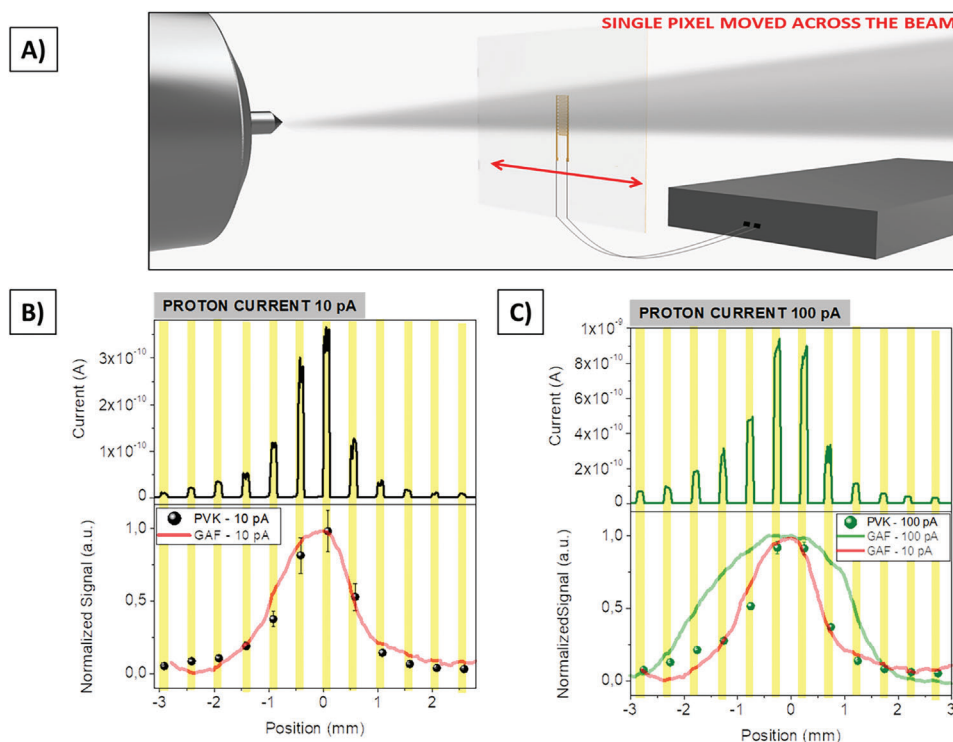 A)
SINGLE PIXEL MOVED ACROSS THE BEAM
B)
PROTON CURRENT 10 pA
Current (A)
3x10⁻¹⁰
2x10⁻¹⁰
1x10⁻¹⁰
0
Normalized Signal (a.u.)
1.0
0.5
0.0
PVK - 10 pA
GAF - 10 pA
-3 -2 -1 0 1 2
Position (mm)
C)
PROTON CURRENT 100 pA
Current (A)
1x10⁻⁹
8x10⁻¹⁰
6x10⁻¹⁰
4x10⁻¹⁰
2x10⁻¹⁰
0
NormalizedSignal (a.u.)
1.0
0.5
0.0
PVK - 100 pA
GAF - 100 pA
GAF - 10 pA
-3 -2 -1 0 1 2 3
Position (mm)